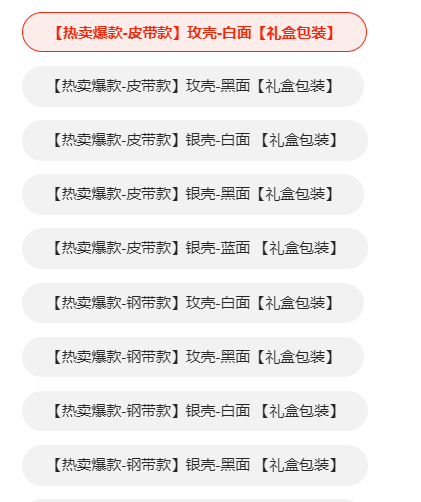 【热卖爆款-皮带款】玫壳-白面【礼盒包装】
【热卖爆款-皮带款】玫壳-黑面【礼盒包装】
【热卖爆款-皮带款】银壳-白面 【礼盒包装】
【热卖爆款-皮带款】银壳-黑面【礼盒包装】
【热卖爆款-皮带款】银壳-蓝面 【礼盒包装】
【热卖爆款-钢带款】玫壳-白面【礼盒包装】
【热卖爆款-钢带款】玫壳-黑面【礼盒包装】
【热卖爆款-钢带款】银壳-白面 【礼盒包装】
【热卖爆款-钢带款】银壳-黑面 【礼盒包装】